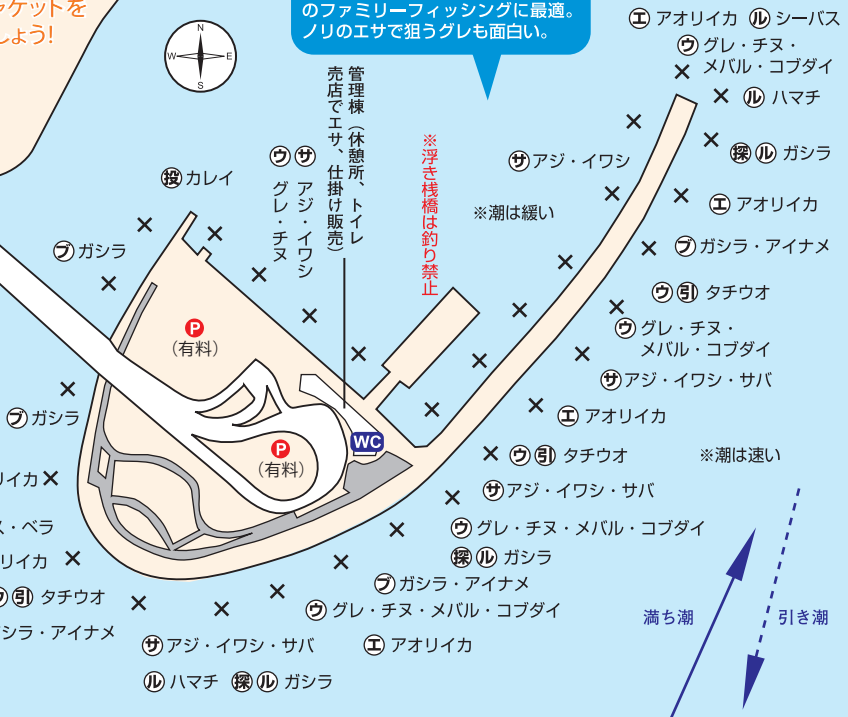 ャケットを
しょう!
のファミリーフィッシングに最適。
ノリのエサで狙うグレも面白い。
N
W
E
S
管理棟(休憩所、トイレ
売店でエサ、仕掛け販売)
※浮き桟橋は釣り禁止
エ アオリイカ ル シーバス
ウ グレ・チヌ・
メバル・コブダイ
ル ハマチ
サ アジ・イワシ
探 ル ガシラ
投 カレイ
ウ グレ・チヌ
サ アジ・イワシ
※潮は緩い
エ アオリイカ
ブ ガシラ
ブ ガシラ・アイナメ
ウ 引 タチウオ
P
(有料)
ウ グレ・チヌ・
メバル・コブダイ
サ アジ・イワシ・サバ
ブ ガシラ
エ アオリイカ
P
(有料)
WC
ウ 引 タチウオ
※潮は速い
リイカ
サ アジ・イワシ・サバ
ス・ベラ
ウ グレ・チヌ・メバル・コブダイ
リイカ
探 ル ガシラ
ブ ガシラ・アイナメ
引 タチウオ
ウ グレ・チヌ・メバル・コブダイ
満ち潮
引き潮
シラ・アイナメ
サ アジ・イワシ・サバ
エ アオリイカ
ル ハマチ 探 ル ガシラ